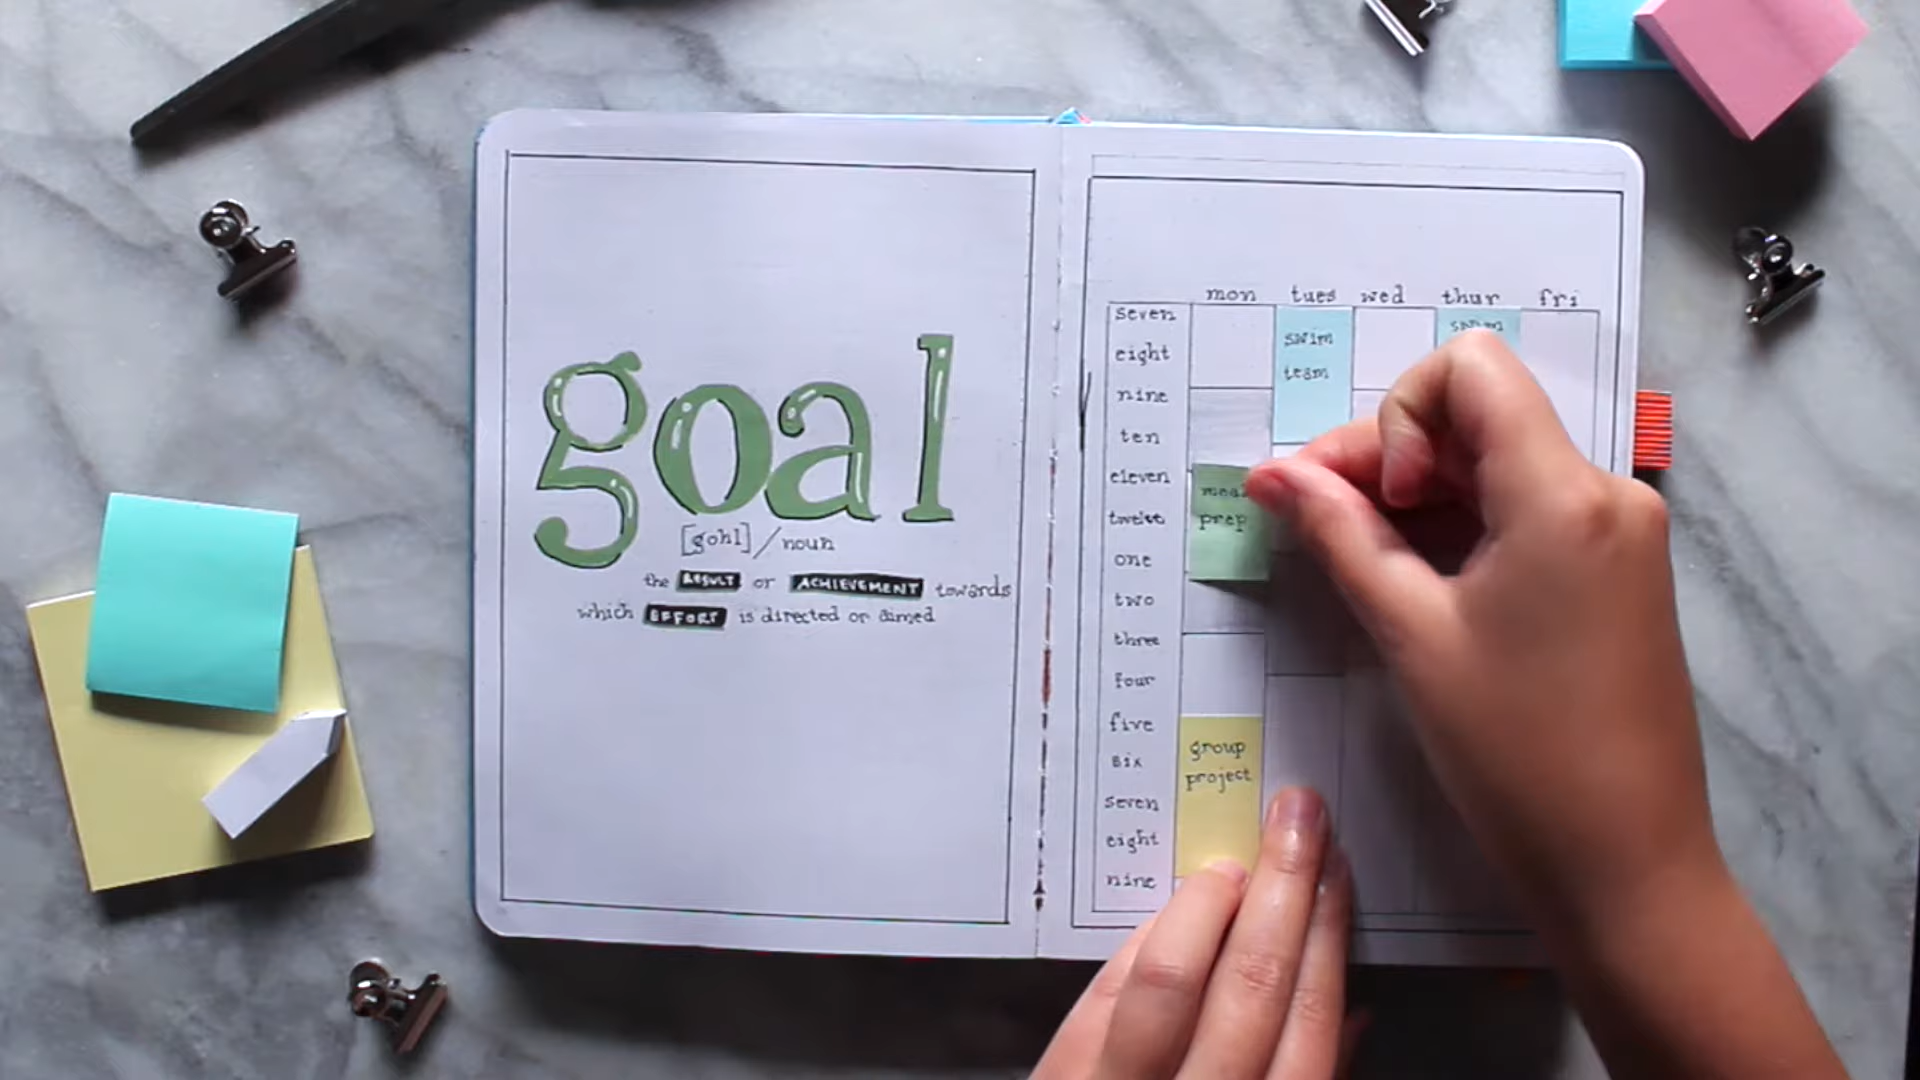 goal
[gohl]/noun
the RESULT or ACHIEVEMENT towards
which EFFORT is directed or aimed
mon tues wed thur fri
seven
eight
nine
ten
eleven
twelve
one
two
three
four
five
six
seven
eight
nine
swim
team
swim
meal
prep
group
project